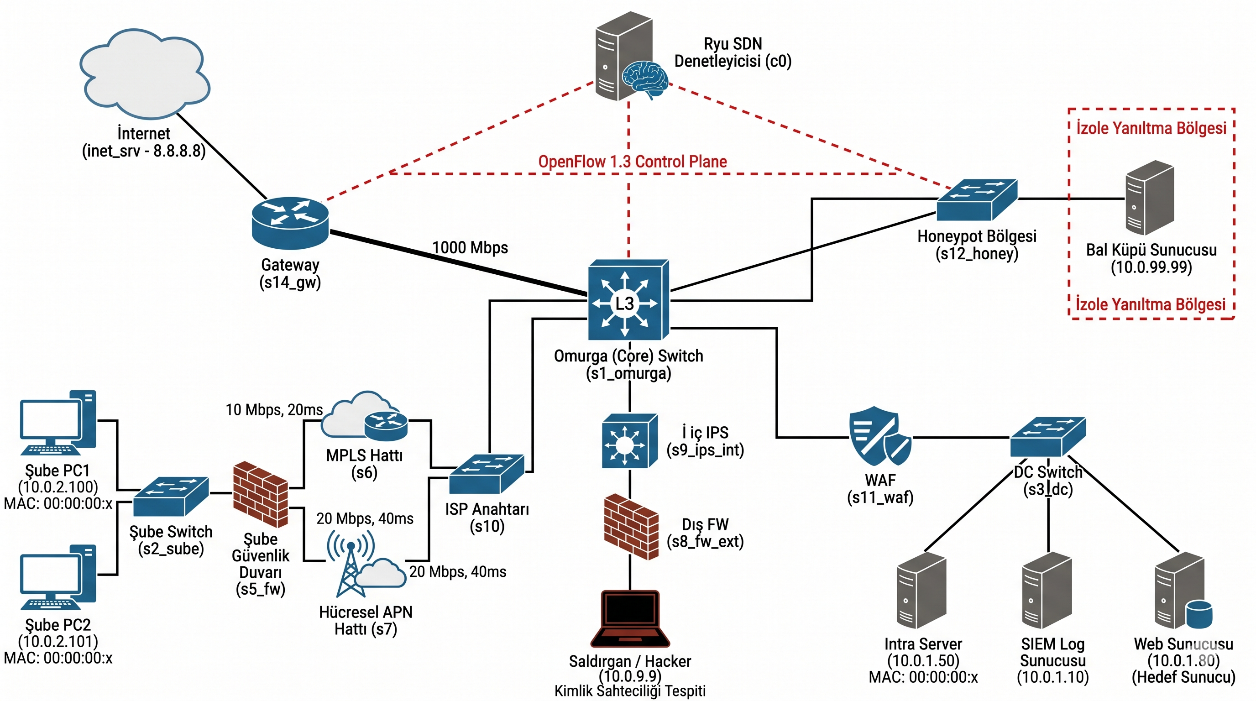 Ryu SDN
Denetleyicisi (c0)
İnternet
(inet_srv - 8.8.8.8)
OpenFlow 1.3 Control Plane
İzole Yanıltma Bölgesi
Bal Küpü Sunucusu
(10.0.99.99)
İzole Yanıltma Bölgesi
Honeypot Bölgesi
(s12_honey)
Gateway
(s14_gw)
1000 Mbps
L3
Omurga (Core) Switch
(s1_omurga)
Şube PC1
(10.0.2.100)
MAC: 00:00:00:x
Şube PC2
(10.0.2.101)
MAC: 00:00:00:x
Şube Switch
(s2_sube)
Şube
Güvenlik
Duvarı
(s5_fw)
10 Mbps, 20ms
MPLS Hattı
(s6)
20 Mbps, 40ms
20 Mbps, 40ms
Hücresel APN
Hattı (s7)
ISP Anahtarı
(s10)
İ iç IPS
(s9_ips_int)
Dış FW
(s8_fw_ext)
Saldırgan / Hacker
(10.0.9.9)
Kimlik Sahteciliği Tespiti
WAF
(s11_waf)
DC Switch
(s3_dc)
Intra Server
(10.0.1.50)
MAC: 00:00:00:x
SIEM Log
Sunucusu
(10.0.1.10)
Web Sunucusu
(10.0.1.80)
(Hedef Sunucu)